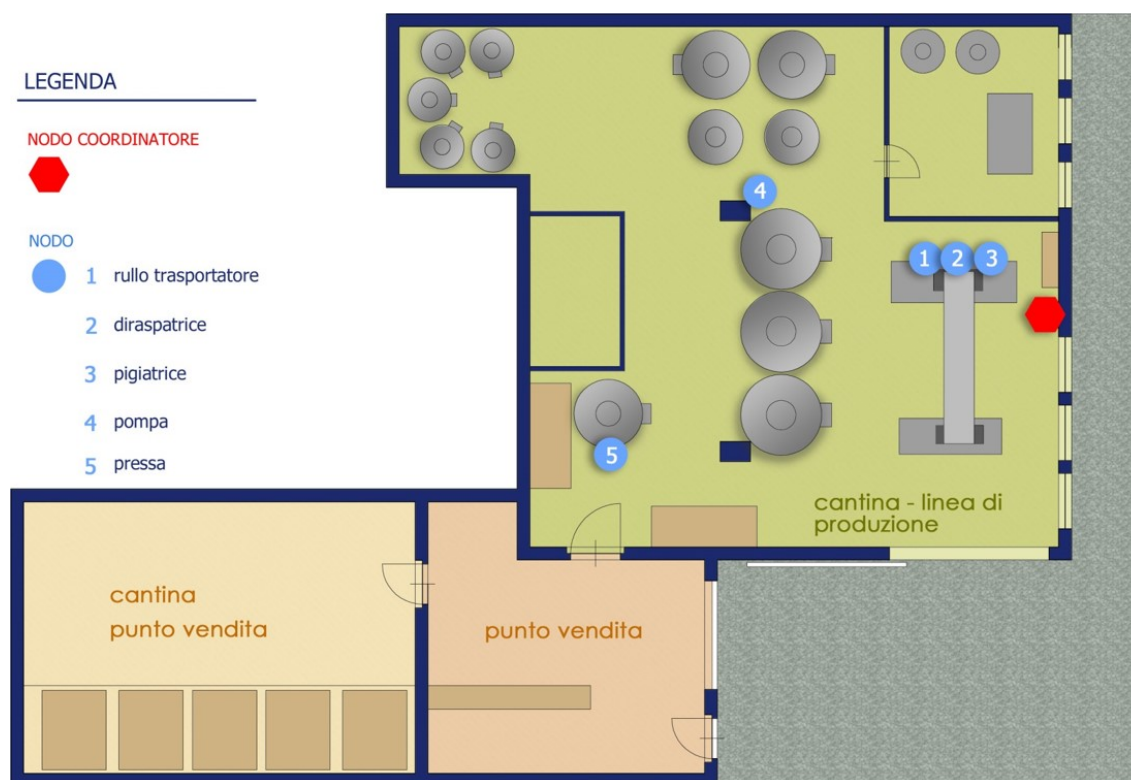 LEGENDA
NODO COORDINATORE
NODO
1 rullo trasportatore
2 diraspatrice
3 pigiatrice
4 pompa
5 pressa
4
1 2 3
5
cantina - linea di
produzione
cantina
punto vendita
punto vendita